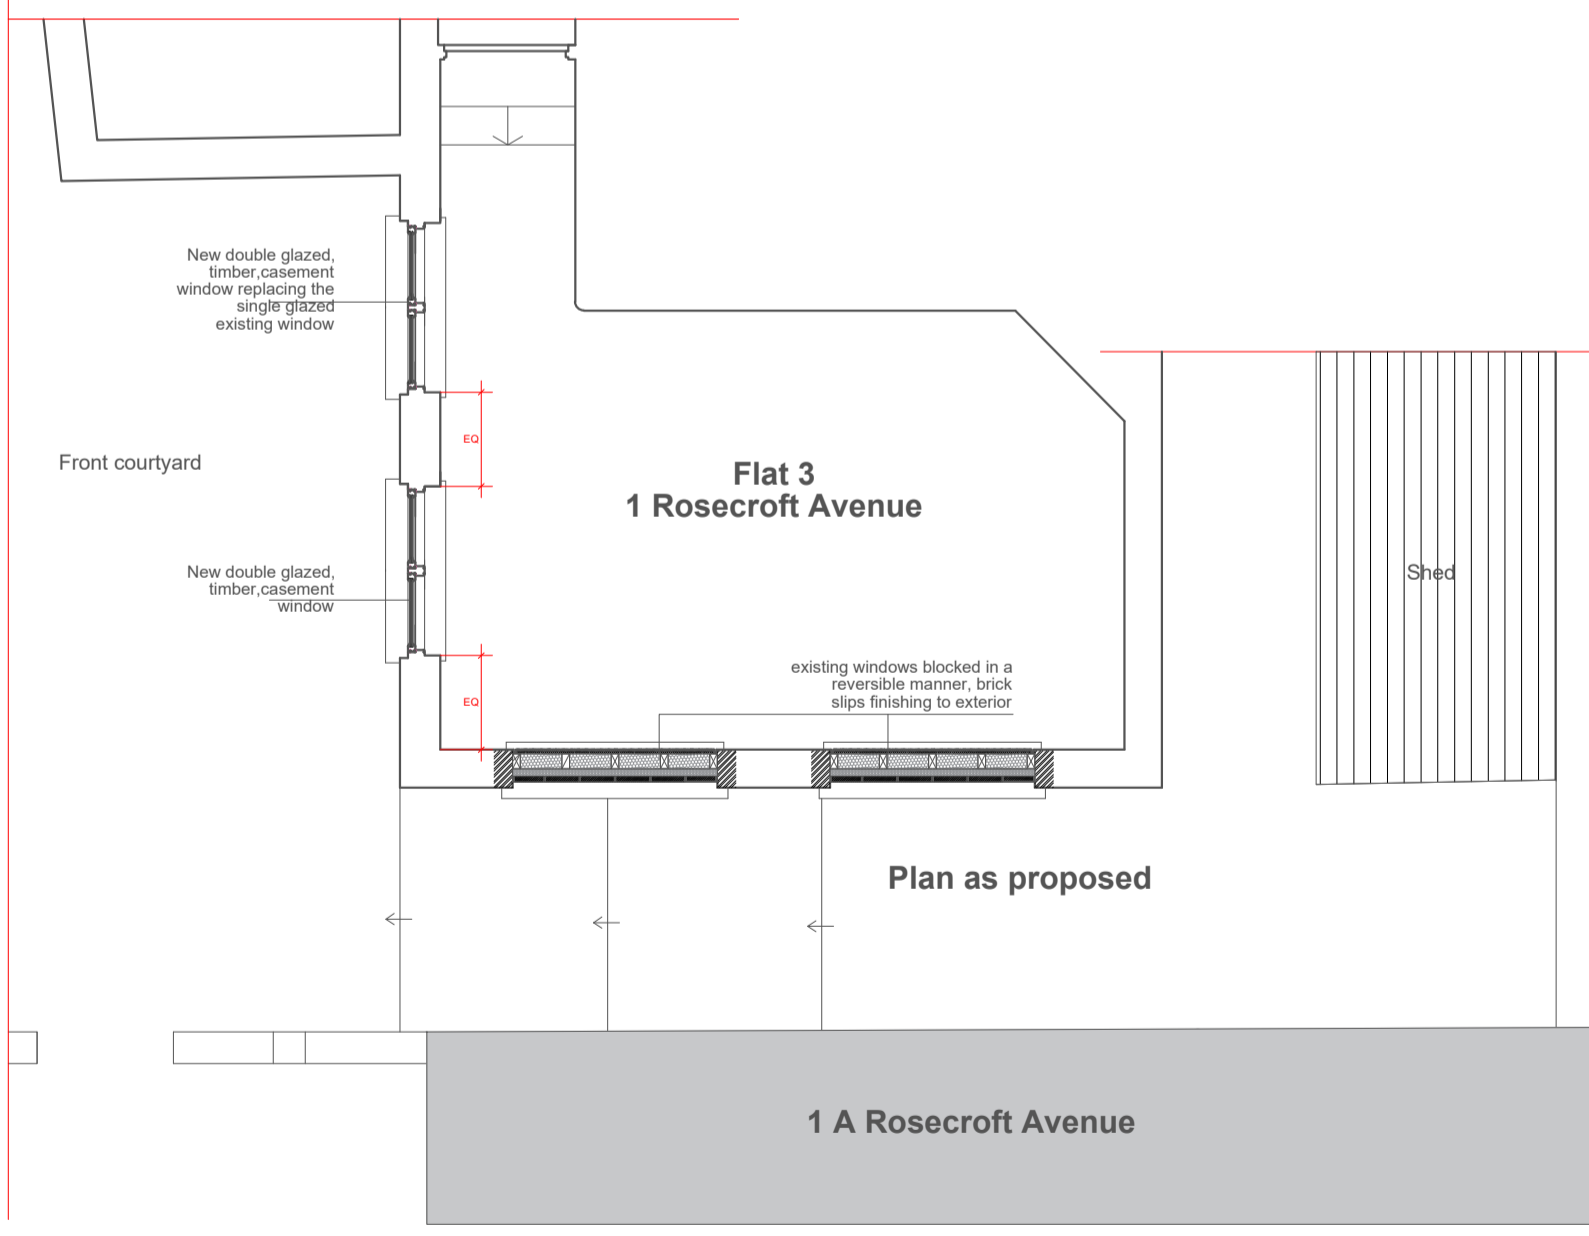 New double glazed,
timber,casement
window replacing the
single glazed
existing window
EQ
Front courtyard
Flat 3
1 Rosecroft Avenue
New double glazed,
timber,casement
window
Shed
existing windows blocked in a
reversible manner, brick
slips finishing to exterior
EQ
Plan as proposed
1 A Rosecroft Avenue